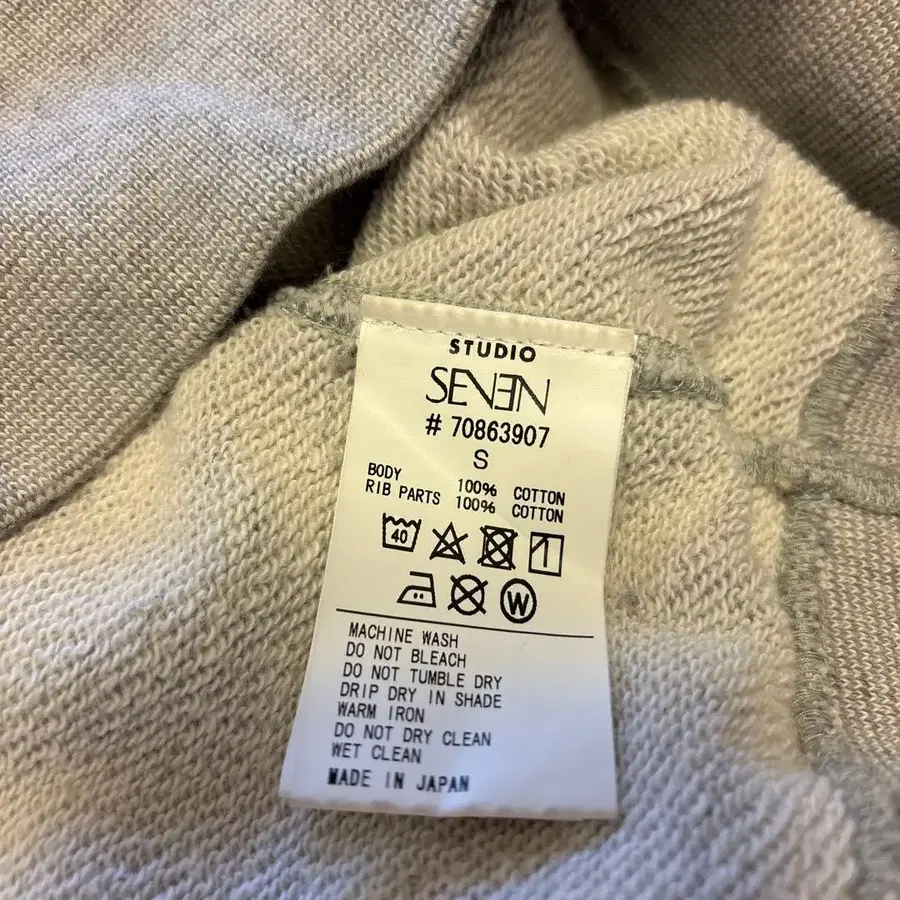 STUDIO
SEVEN
# 70863907
S
BODY 100% COTTON
RIB PARTS 100% COTTON
40
W
MACHINE WASH
DO NOT BLEACH
DO NOT TUMBLE DRY
DRIP DRY IN SHADE
WARM IRON
DO NOT DRY CLEAN
WET CLEAN
MADE IN JAPAN